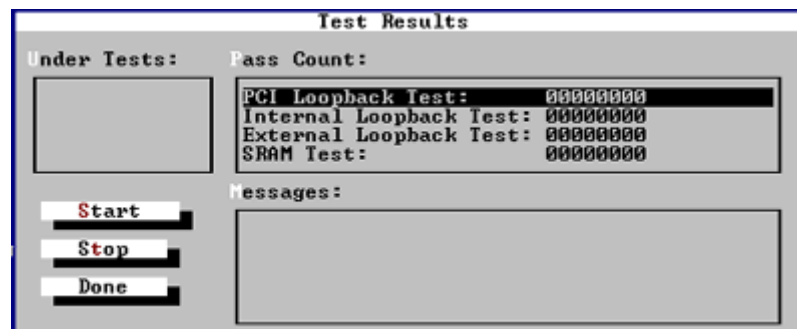 Test Results
Under Tests:
Pass Count:
PCI Loopback Test: 00000000
Internal Loopback Test: 00000000
External Loopback Test: 00000000
SRAM Test: 00000000
Messages:
Start
Stop
Done